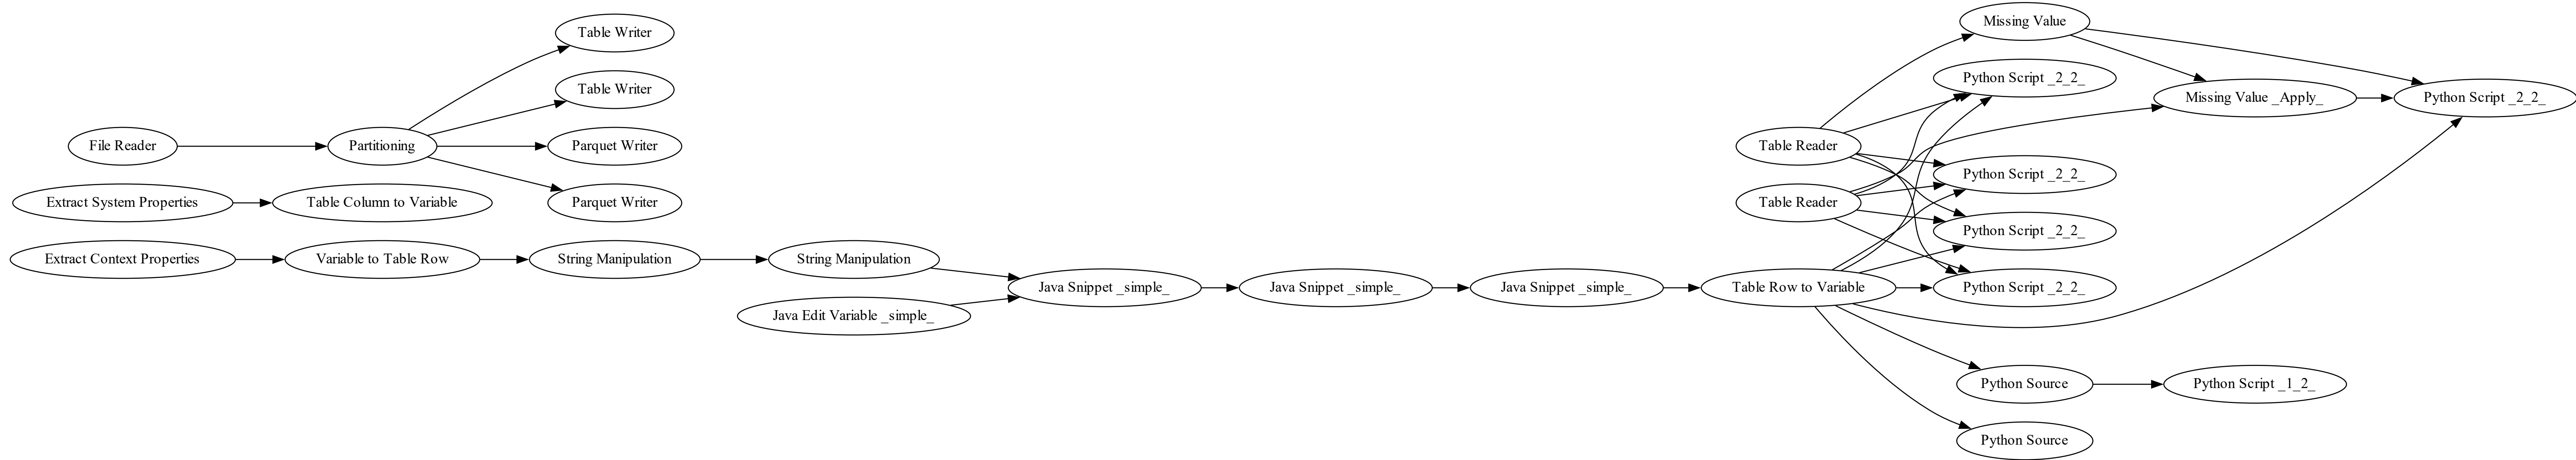 Missing Value
Table Writer
Python Script _2_2_
Table Writer
Missing Value _Apply_
Python Script _2_2_
File Reader
Partitioning
Parquet Writer
Table Reader
Python Script _2_2_
Extract System Properties
Table Column to Variable
Parquet Writer
Table Reader
Python Script _2_2_
Extract Context Properties
Variable to Table Row
String Manipulation
String Manipulation
Java Snippet _simple_
Java Snippet _simple_
Java Snippet _simple_
Table Row to Variable
Python Script _2_2_
Java Edit Variable _simple_
Python Source
Python Script _1_2_
Python Source